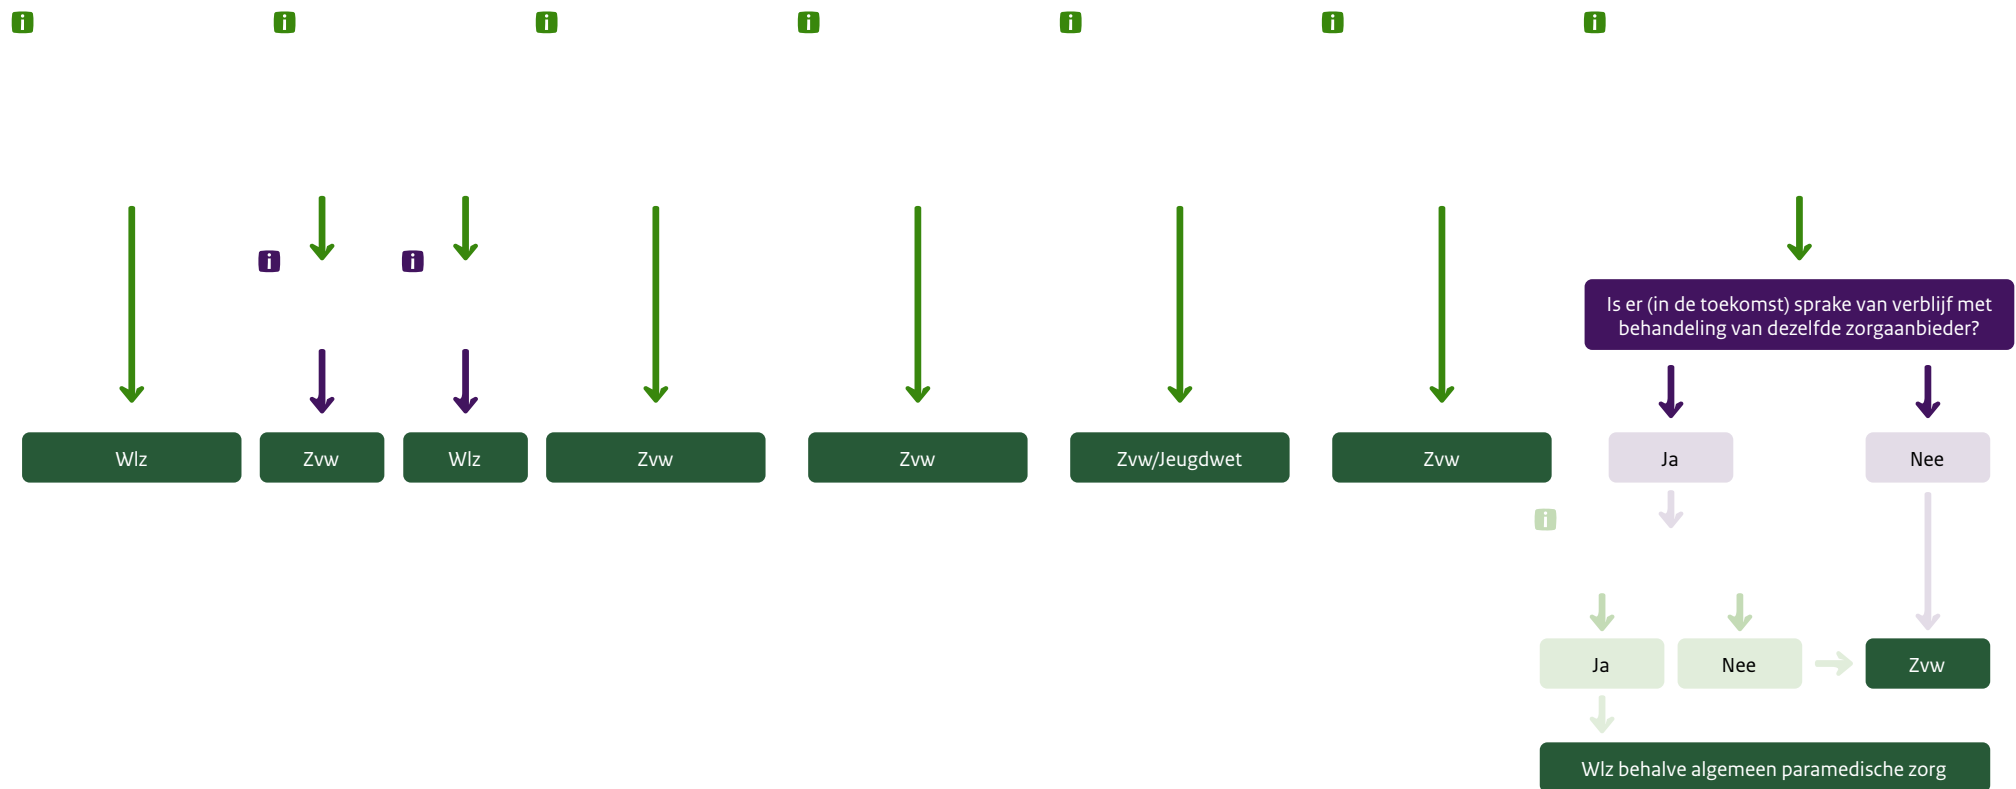 i
i
i
i
i
i
i
i
i
Is er (in de toekomst) sprake van verblijf met
behandeling van dezelfde zorgaanbieder?
Wlz
Zvw
Wlz
Zvw
Zvw
Zvw/Jeugdwet
Zvw
Ja
Nee
i
Ja
Nee
Zvw
Wlz behalve algemeen paramedische zorg